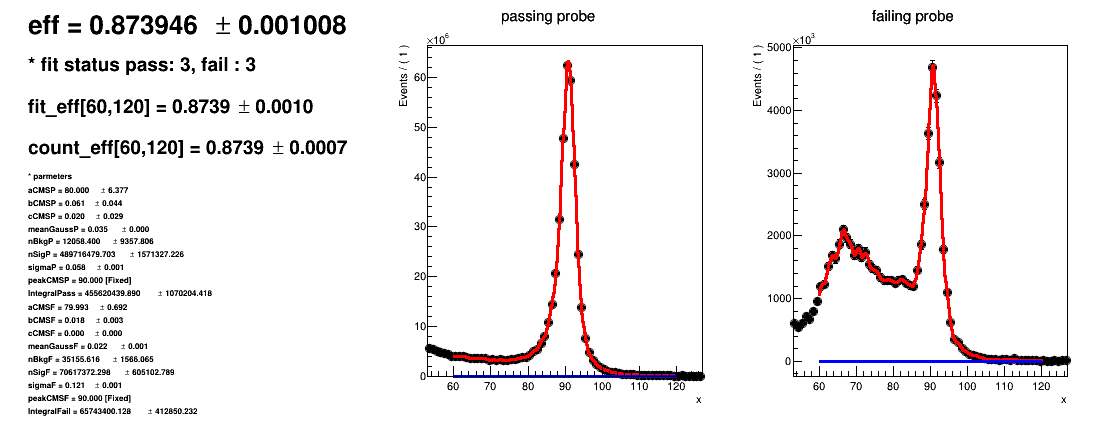 eff = 0.873946 ± 0.001008
* fit status pass: 3, fail : 3
fit_eff[60,120] = 0.8739 ± 0.0010
count_eff[60,120] = 0.8739 ± 0.0007
* parmeters
aCMSP = 80.000 ± 6.377
bCMSP = 0.061 ± 0.044
cCMSP = 0.020 ± 0.029
meanGaussP = 0.035 ± 0.000
nBkgP = 12058.400 ± 9357.806
nSigP = 489716479.703 ± 1571327.226
sigmaP = 0.058 ± 0.001
peakCMSP = 90.000 [Fixed]
IntegralPass = 455620439.890 ± 1070204.418
aCMSF = 79.993 ± 0.692
bCMSF = 0.018 ± 0.003
cCMSF = 0.000 ± 0.000
meanGaussF = 0.022 ± 0.001
nBkgF = 35155.616 ± 1566.065
nSigF = 70617372.298 ± 605102.789
sigmaF = 0.121 ± 0.001
peakCMSF = 90.000 [Fixed]
IntegralFail = 65743400.128 ± 412850.232
passing probe
×10⁶
Events / ( 1 )
60
50
40
30
20
10
0
60 70 80 90 100 110 120
x
failing probe
×10³
Events / ( 1 )
5000
4000
3000
2000
1000
0
60 70 80 90 100 110 120
x